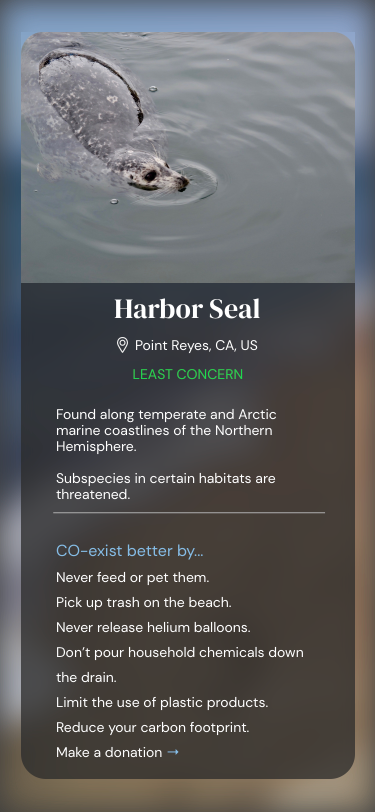 Harbor Seal
Point Reyes, CA, US
LEAST CONCERN
Found along temperate and Arctic
marine coastlines of the Northern
Hemisphere.
Subspecies in certain habitats are
threatened.
CO-exist better by...
Never feed or pet them.
Pick up trash on the beach.
Never release helium balloons.
Don’t pour household chemicals down
the drain.
Limit the use of plastic products.
Reduce your carbon footprint.
Make a donation →